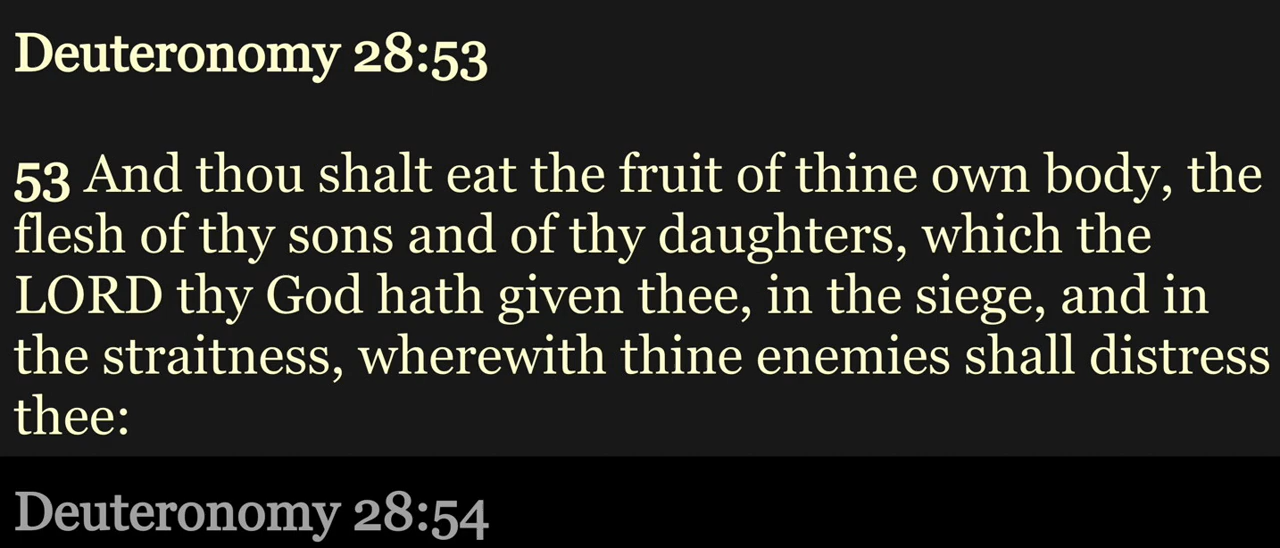 Deuteronomy 28:53
53 And thou shalt eat the fruit of thine own body, the
flesh of thy sons and of thy daughters, which the
LORD thy God hath given thee, in the siege, and in
the straitness, wherewith thine enemies shall distress
thee:
Deuteronomy 28:54